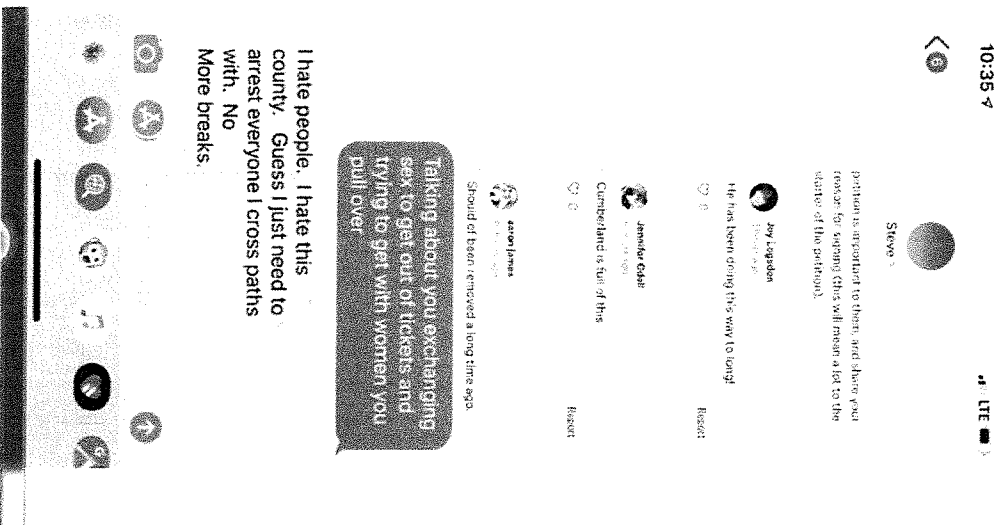 10:35
LTE
Steve
petition is important to them, and share your
reason for signing (this will mean a lot to the
starter of the petition).
Joy Logsdon
He has been doing this way to long!
Report
Jennifer Odell
Cumberland is full of this
Report
aaron james
Should of been removed a long time ago.
Talking about you exchanging
sex to get out of tickets and
trying to get with women you
pull over
I hate people. I hate this
county. Guess I just need to
arrest everyone I cross paths
with. No
More breaks.